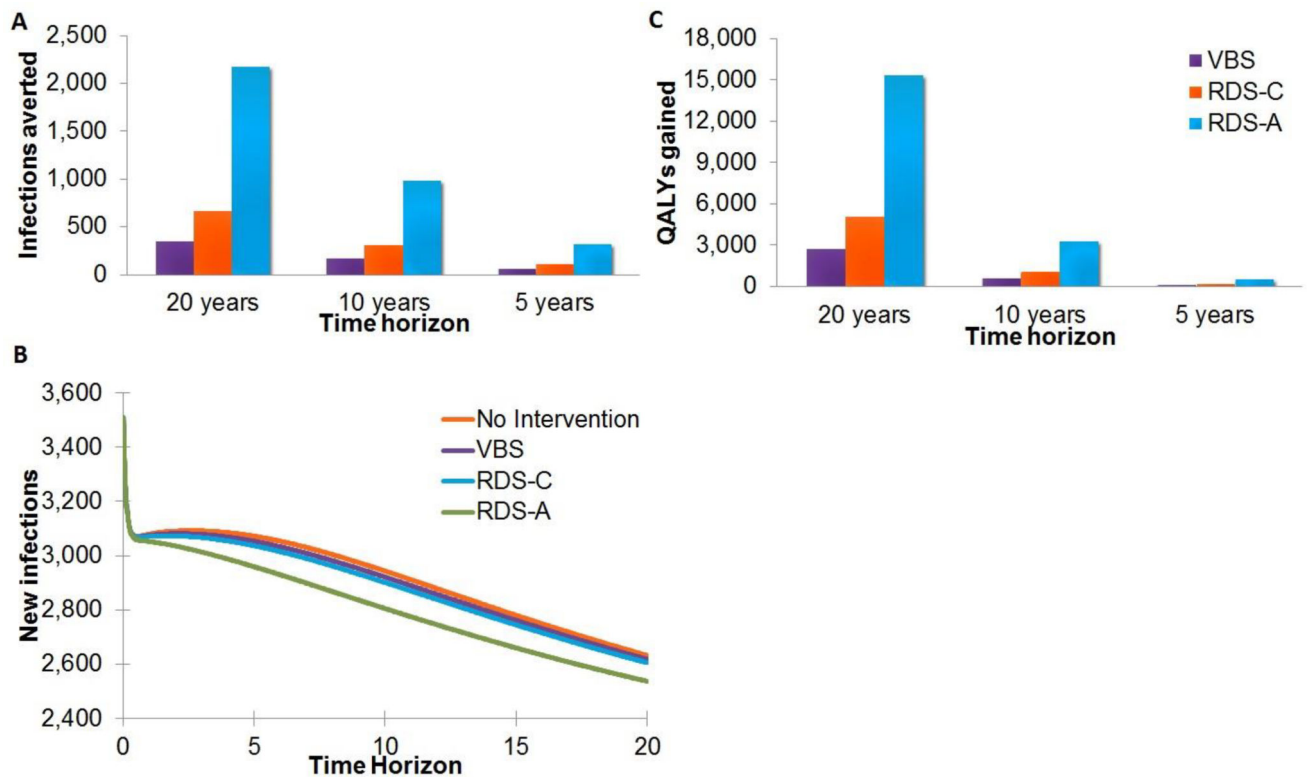 A
Infections averted
2,500
2,000
1,500
1,000
500
0
20 years
10 years
5 years
Time horizon
C
QALYs gained
18,000
15,000
12,000
9,000
6,000
3,000
0
VBS
RDS-C
RDS-A
20 years
10 years
5 years
Time horizon
B
New infections
3,600
3,400
3,200
3,000
2,800
2,600
2,400
No Intervention
VBS
RDS-C
RDS-A
0
5
10
15
20
Time Horizon